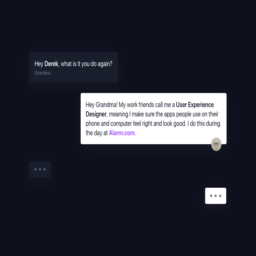 Hey Derek, what is it you do again?
Grandma
Hey Grandma! My work friends call me a User Experience
Designer, meaning I make sure the apps people use on their
phone and computer feel right and look good. I do this during
the day at Alarm.com.